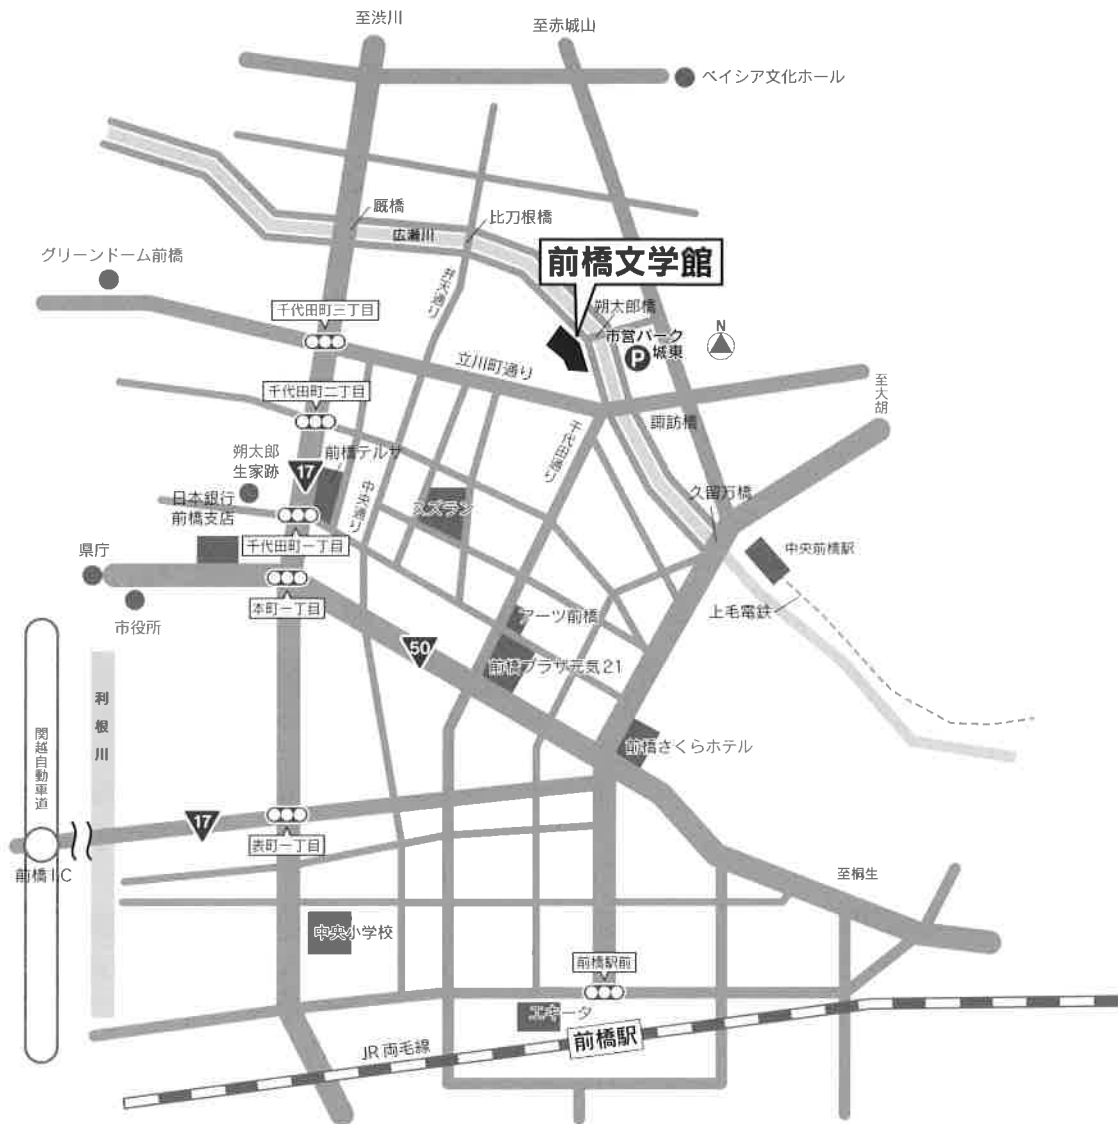 至渋川
至赤城山
ベイシア文化ホール
厩橋
比刀根橋
広瀬川
グリーンドーム前橋
弁天通り
前橋文学館
朔太郎橋
千代田町三丁目
市営パーク
P 城東
N
立川町通り
至大胡
千代田町二丁目
諏訪橋
千代田通り
朔太郎
生家跡
前橋テルサ
17
中央通り
スズラン
久留万橋
日本銀行
前橋支店
千代田町一丁目
県庁
中央前橋駅
本町一丁目
上毛電鉄
市役所
アーツ前橋
50
前橋プラザ元気21
利根川
関越自動車道
前橋さくらホテル
17
表町一丁目
前橋IC
至桐生
中央小学校
前橋駅前
エキータ
前橋駅
JR両毛線